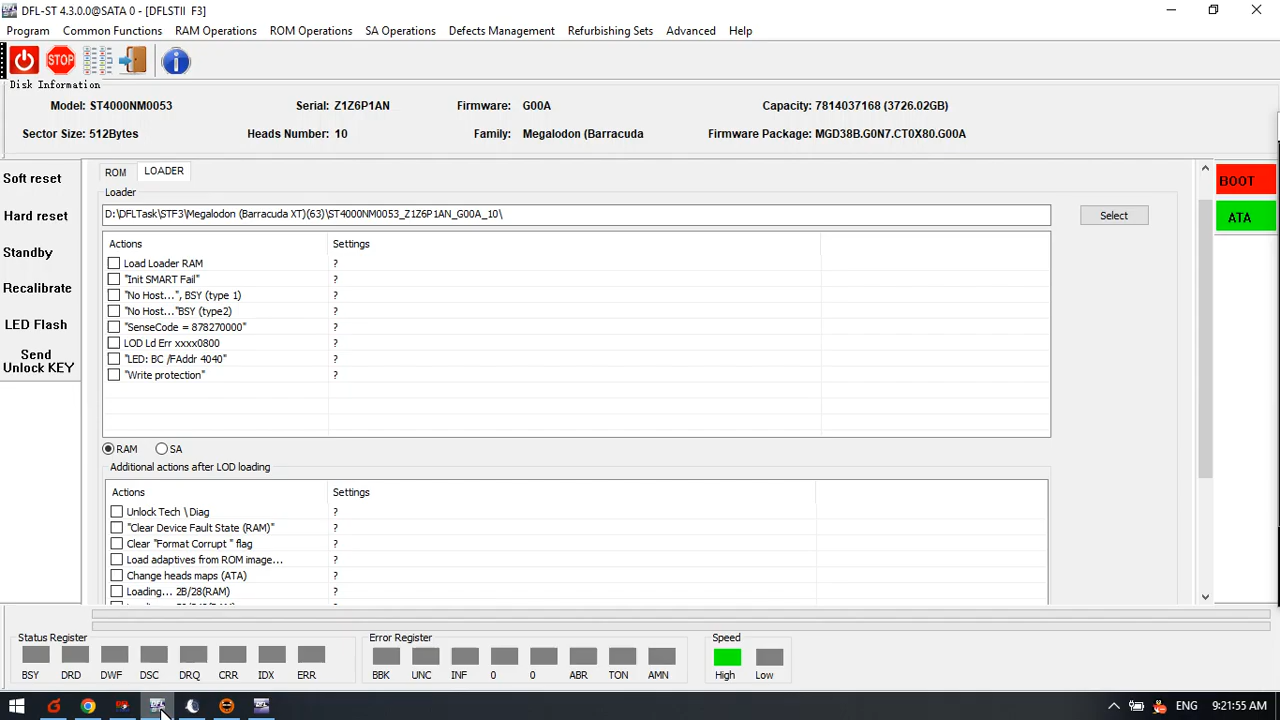 DFL-ST 4.3.0.0@SATA 0 - [DFLSTII F3]
Program Common Functions RAM Operations ROM Operations SA Operations Defects Management Refurbishing Sets Advanced Help
STOP
Disk Information
Model: ST4000NM0053 Serial: Z1Z6P1AN Firmware: G00A Capacity: 7814037168 (3726.02GB)
Sector Size: 512Bytes Heads Number: 10 Family: Megalodon (Barracuda Firmware Package: MGD38B.G0N7.CT0X80.G00A
Soft reset
Hard reset
Standby
Recalibrate
LED Flash
Send
Unlock KEY
ROM LOADER
Loader
D:\DFLTask\STF3\Megalodon (Barracuda XT)(63)\ST4000NM0053_Z1Z6P1AN_G00A_10\
Select
Actions Settings
Load Loader RAM ?
"Init SMART Fail" ?
"No Host...", BSY (type 1) ?
"No Host..."BSY (type2) ?
"SenseCode = 878270000" ?
LOD Ld Err xxxx0800 ?
"LED: BC /FAddr 4040" ?
"Write protection" ?
RAM SA
Additional actions after LOD loading
Actions Settings
Unlock Tech \Diag ?
"Clear Device Fault State (RAM)" ?
Clear "Format Corrupt " flag ?
Load adaptives from ROM image... ?
Change heads maps (ATA) ?
Loading... 2B/28(RAM) ?
BOOT
ATA
Status Register Error Register Speed
BSY DRD DWF DSC DRQ CRR IDX ERR BBK UNC INF 0 0 ABR TON AMN High Low
ENG 9:21:55 AM